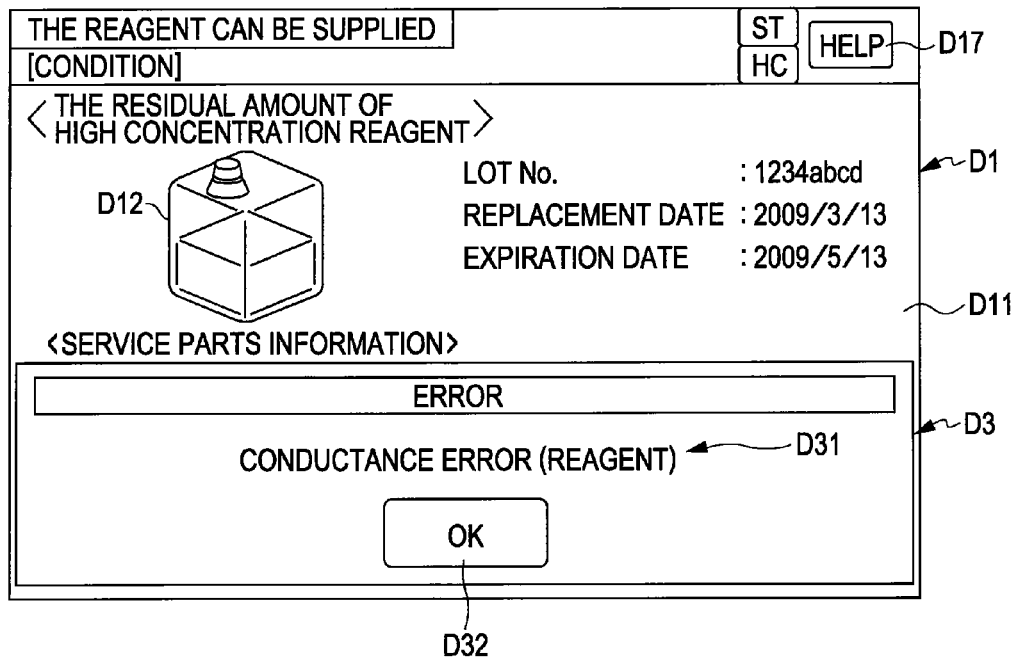 THE REAGENT CAN BE SUPPLIED
ST
HELP
D17
[CONDITION]
HC
<THE RESIDUAL AMOUNT OF
HIGH CONCENTRATION REAGENT>
D12
LOT No. : 1234abcd
D1
REPLACEMENT DATE : 2009/3/13
EXPIRATION DATE : 2009/5/13
D11
<SERVICE PARTS INFORMATION>
ERROR
D3
CONDUCTANCE ERROR (REAGENT)
D31
OK
D32